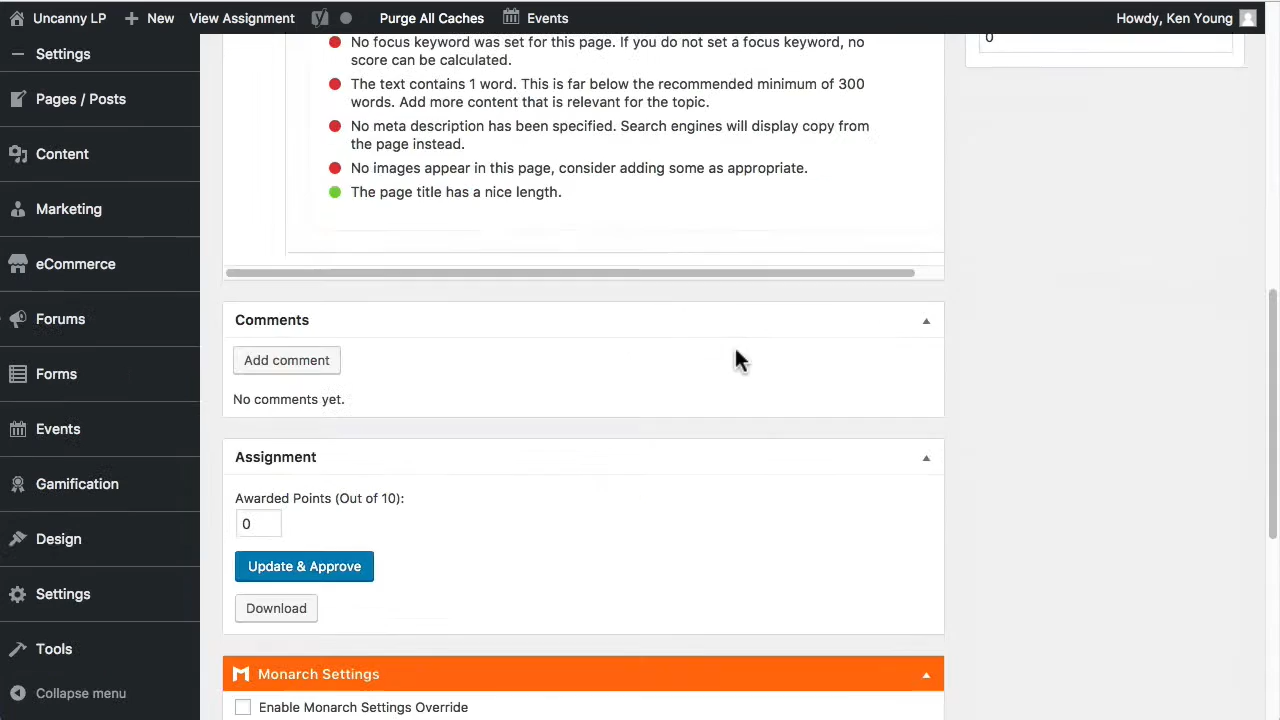 Uncanny LP
New
View Assignment
Purge All Caches
Events
Howdy, Ken Young
Settings
Pages / Posts
Content
Marketing
eCommerce
Forums
Forms
Events
Gamification
Design
Settings
Tools
Collapse menu
No focus keyword was set for this page. If you do not set a focus keyword, no
score can be calculated.
The text contains 1 word. This is far below the recommended minimum of 300
words. Add more content that is relevant for the topic.
No meta description has been specified. Search engines will display copy from
the page instead.
No images appear in this page, consider adding some as appropriate.
The page title has a nice length.
Comments
Add comment
No comments yet.
Assignment
Awarded Points (Out of 10):
0
Update & Approve
Download
Monarch Settings
Enable Monarch Settings Override
0